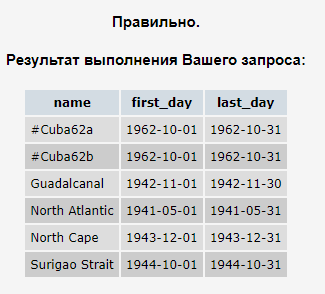 Правильно.
Результат выполнения Вашего запроса:
name first_day last_day
#Cuba62a 1962-10-01 1962-10-31
#Cuba62b 1962-10-01 1962-10-31
Guadalcanal 1942-11-01 1942-11-30
North Atlantic 1941-05-01 1941-05-31
North Cape 1943-12-01 1943-12-31
Surigao Strait 1944-10-01 1944-10-31